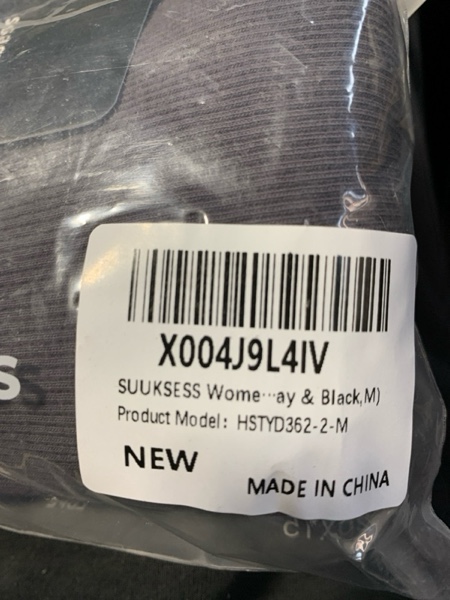 X004J9L4IV
SUUKSESS Wome···ay & Black,M)
Product Model: HSTYD362-2-M
NEW
MADE IN CHINA
s